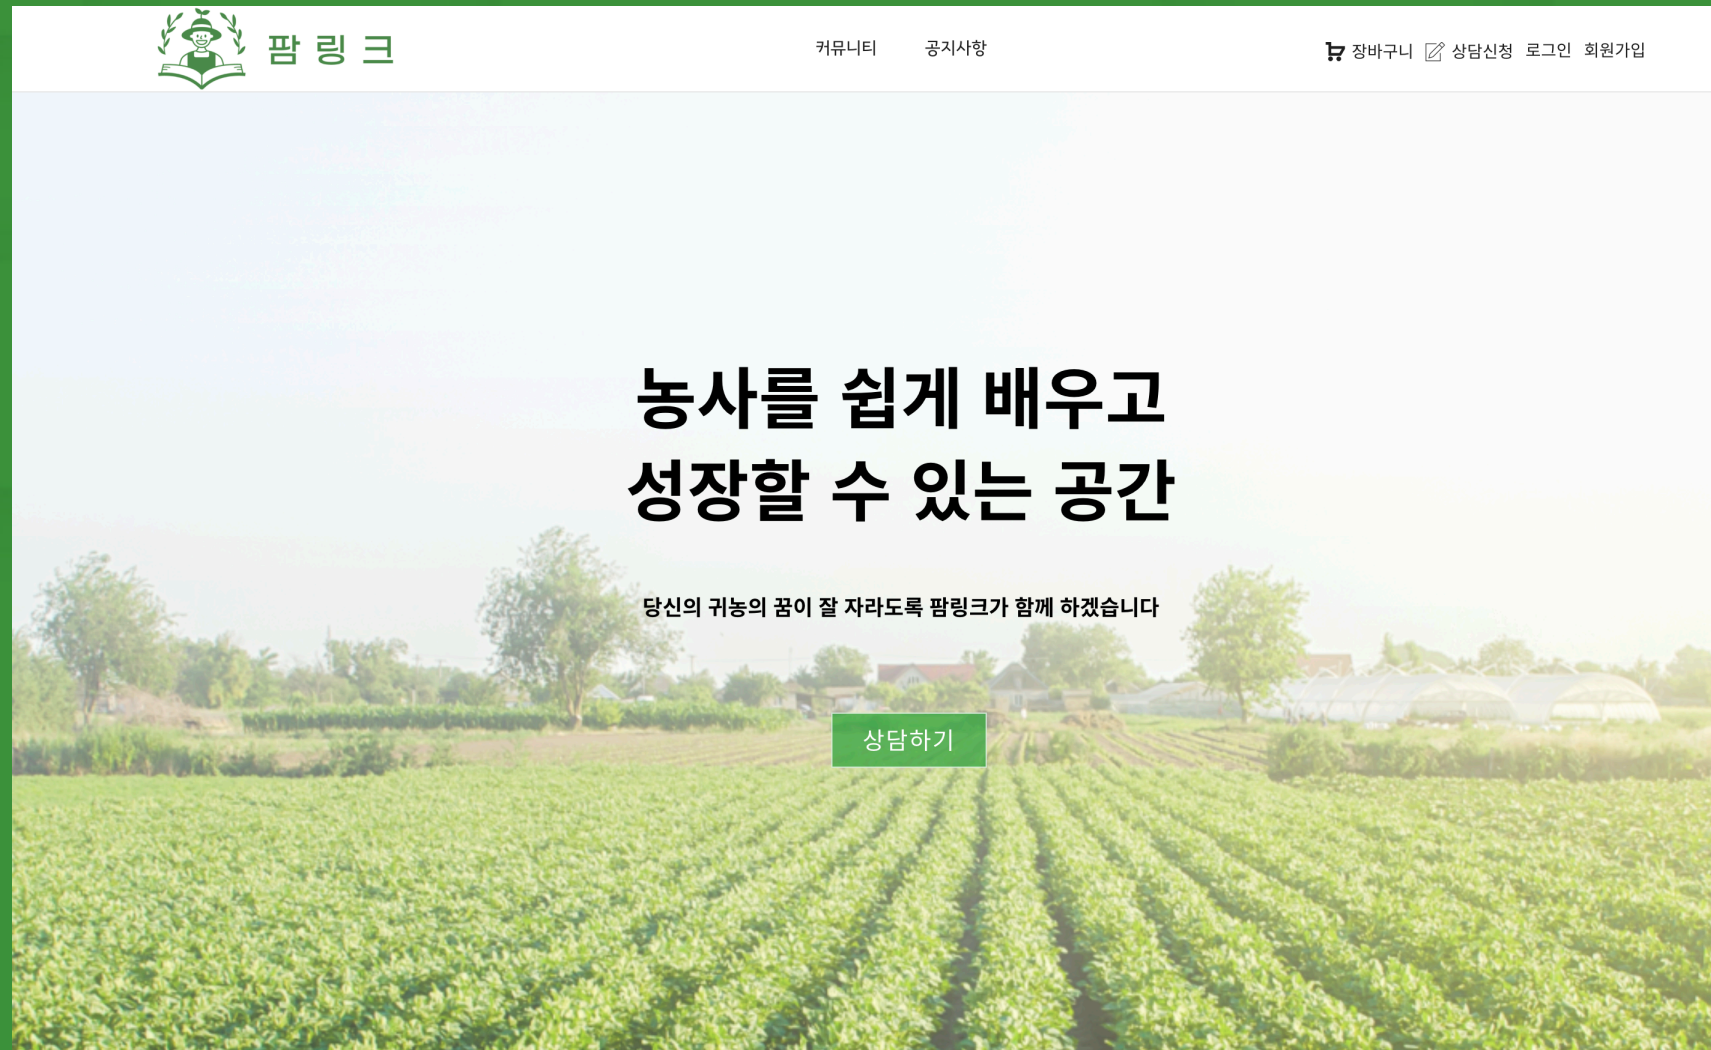 팜 링 크
커뮤니티 공지사항
장바구니 상담신청 로그인 회원가입
농사를 쉽게 배우고
성장할 수 있는 공간
당신의 귀농의 꿈이 잘 자라도록 팜링크가 함께 하겠습니다
상담하기